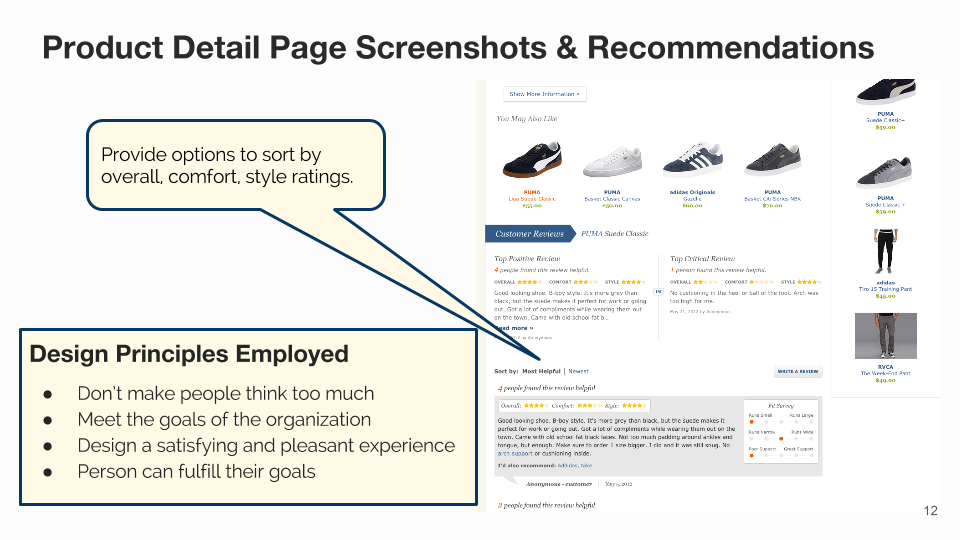 Product Detail Page Screenshots & Recommendations
Provide options to sort by
overall, comfort, style ratings.
Design Principles Employed
● Don't make people think too much
● Meet the goals of the organization
● Design a satisfying and pleasant experience
● Person can fulfill their goals
Show More Information »
You May Also Like
PUMA
Liga Suede Classic
$55.00
PUMA
Basket Classic Canvas
adidas Originals
Gazelle
$60.00
PUMA
Basket Citi Series NBK
$70.00
Customer Reviews PUMA Suede Classic
Top Positive Review
4 people found this review helpful.
OVERALL COMFORT STYLE
Good looking shoe. B-boy style. It's more grey than
black, but the suede makes it perfect for work or going
out. Got a lot of compliments while wearing them out
on the town. Came with old school fat b...
ead more »
by Anonymous
Top Critical Review
1 person found this review helpful.
OVERALL COMFORT STYLE
No cushioning in the heel or ball of the foot. Arch was
too high for me.
May 21, 2012 by Anonymous
Sort by: Most Helpful | Newest
WRITE A REVIEW
4 people found this review helpful
Overall: Comfort: Style:
Good looking shoe. B-boy style. It's more grey than black, but the suede makes it
perfect for work or going out. Got a lot of compliments while wearing them out on the
town. Came with old school fat black laces. Not too much padding around ankles and
tongue, but enough. Make sure to order 1 size bigger. I did and it was still snug. No
arch support or cushioning inside.
I'd also recommend: Addidas, Nike
Fit Survey
Runs Small Runs Large
Runs Narrow Runs Wide
Poor Support Great Support
Anonymous - customer | May 5, 2012
8 people found this review helpful
PUMA
Suede Classic+
$59.00
PUMA
Suede Classic +
$59.00
adidas
Tiro 15 Training Pant
$45.00
RVCA
The Week-End Pant
$49.00
12